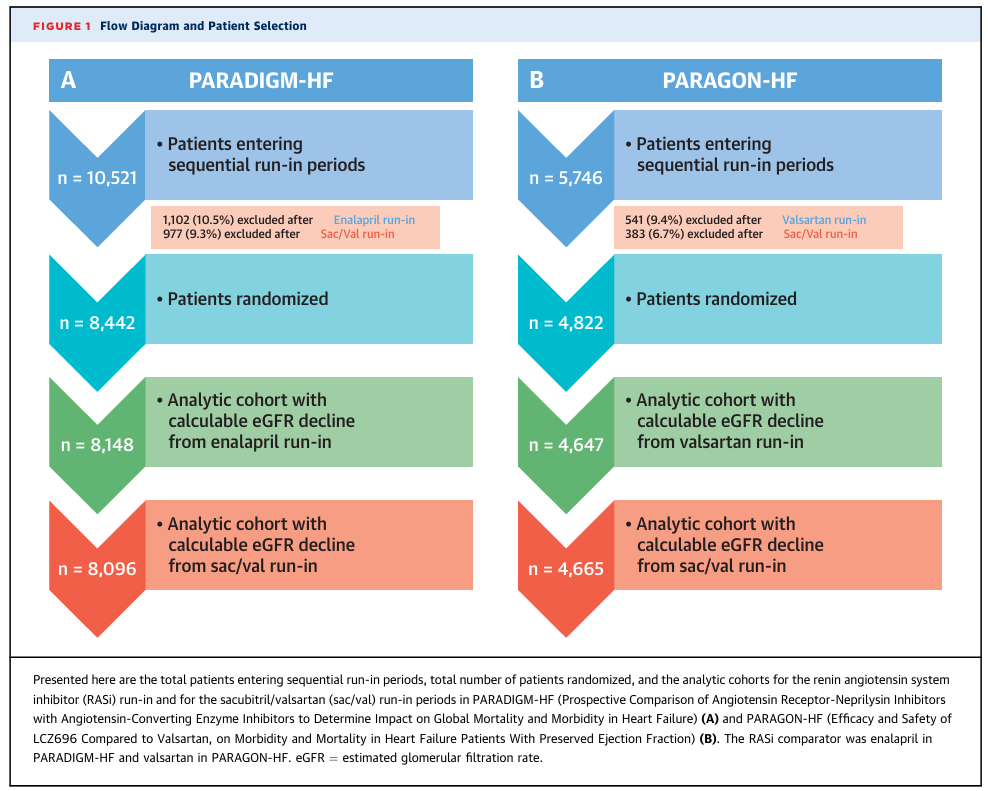 FIGURE 1 Flow Diagram and Patient Selection
A PARADIGM-HF
n = 10,521
• Patients entering
sequential run-in periods
1,102 (10.5%) excluded after Enalapril run-in
977 (9.3%) excluded after Sac/Val run-in
n = 8,442
• Patients randomized
n = 8,148
• Analytic cohort with
calculable eGFR decline
from enalapril run-in
n = 8,096
• Analytic cohort with
calculable eGFR decline
from sac/val run-in
B PARAGON-HF
n = 5,746
• Patients entering
sequential run-in periods
541 (9.4%) excluded after Valsartan run-in
383 (6.7%) excluded after Sac/Val run-in
n = 4,822
• Patients randomized
n = 4,647
• Analytic cohort with
calculable eGFR decline
from valsartan run-in
n = 4,665
• Analytic cohort with
calculable eGFR decline
from sac/val run-in
Presented here are the total patients entering sequential run-in periods, total number of patients randomized, and the analytic cohorts for the renin angiotensin system
inhibitor (RASi) run-in and for the sacubitril/valsartan (sac/val) run-in periods in PARADIGM-HF (Prospective Comparison of Angiotensin Receptor-Neprilysin Inhibitors
with Angiotensin-Converting Enzyme Inhibitors to Determine Impact on Global Mortality and Morbidity in Heart Failure) (A) and PARAGON-HF (Efficacy and Safety of
LCZ696 Compared to Valsartan, on Morbidity and Mortality in Heart Failure Patients With Preserved Ejection Fraction) (B). The RASi comparator was enalapril in
PARADIGM-HF and valsartan in PARAGON-HF. eGFR = estimated glomerular filtration rate.